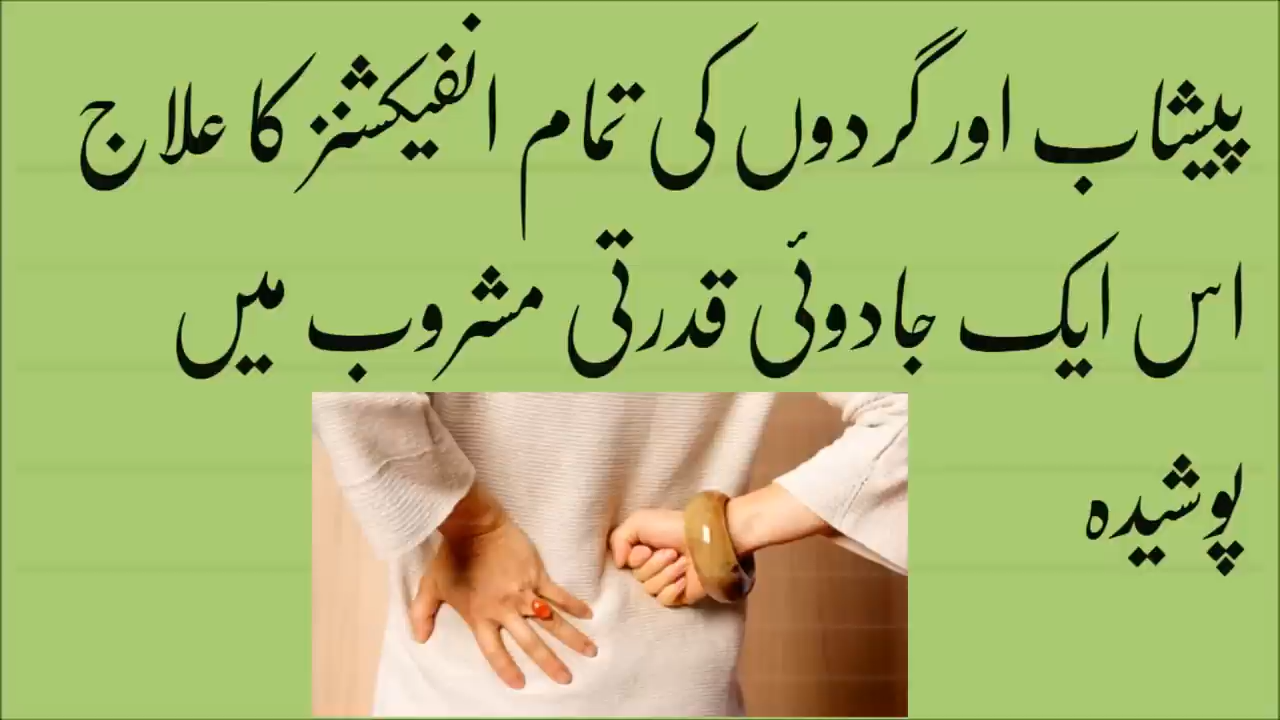 پیشاب اور گردوں کی تمام انفیکشنز کا علاج
اس ایک جادوئی قدرتی مشروب میں
پوشیدہ